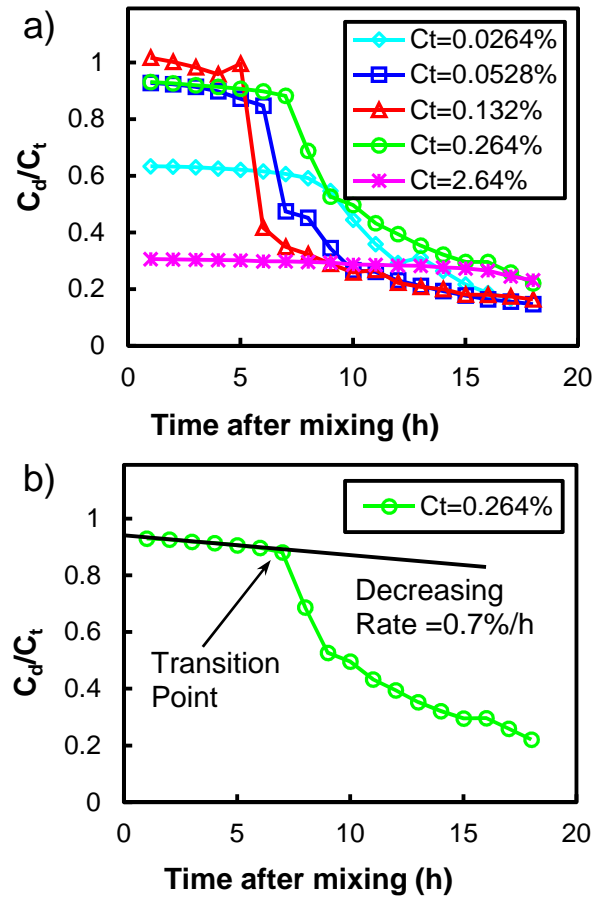 a)
Ct=0.0264%
Ct=0.0528%
Ct=0.132%
Ct=0.264%
Ct=2.64%
1
0.8
0.6
0.4
0.2
0
Cd/Ct
0 5 10 15 20
Time after mixing (h)
b)
Ct=0.264%
1
0.8
0.6
0.4
0.2
0
Cd/Ct
Decreasing
Rate =0.7%/h
Transition
Point
0 5 10 15 20
Time after mixing (h)